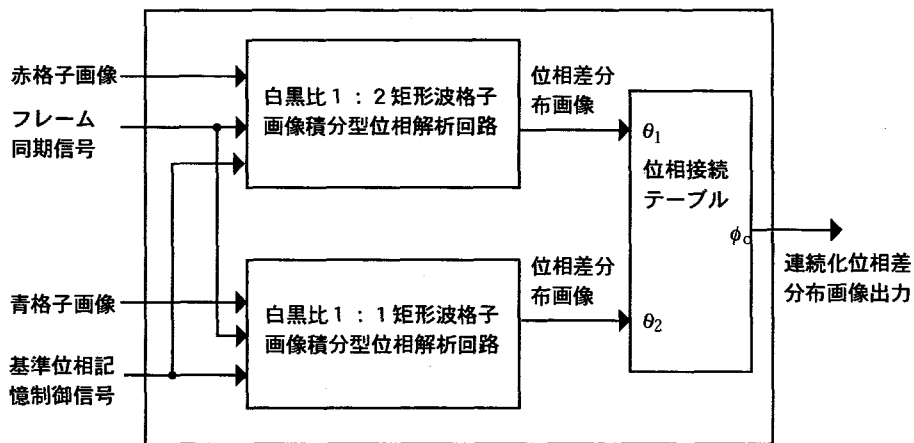 赤格子画像
フレーム
同期信号
白黒比1:2矩形波格子
画像積分型位相解析回路
位相差分
布画像
θ1
位相接続
テーブル
φc
連続化位相差
分布画像出力
青格子画像
基準位相記
憶制御信号
白黒比1:1矩形波格子
画像積分型位相解析回路
位相差分
布画像
θ2